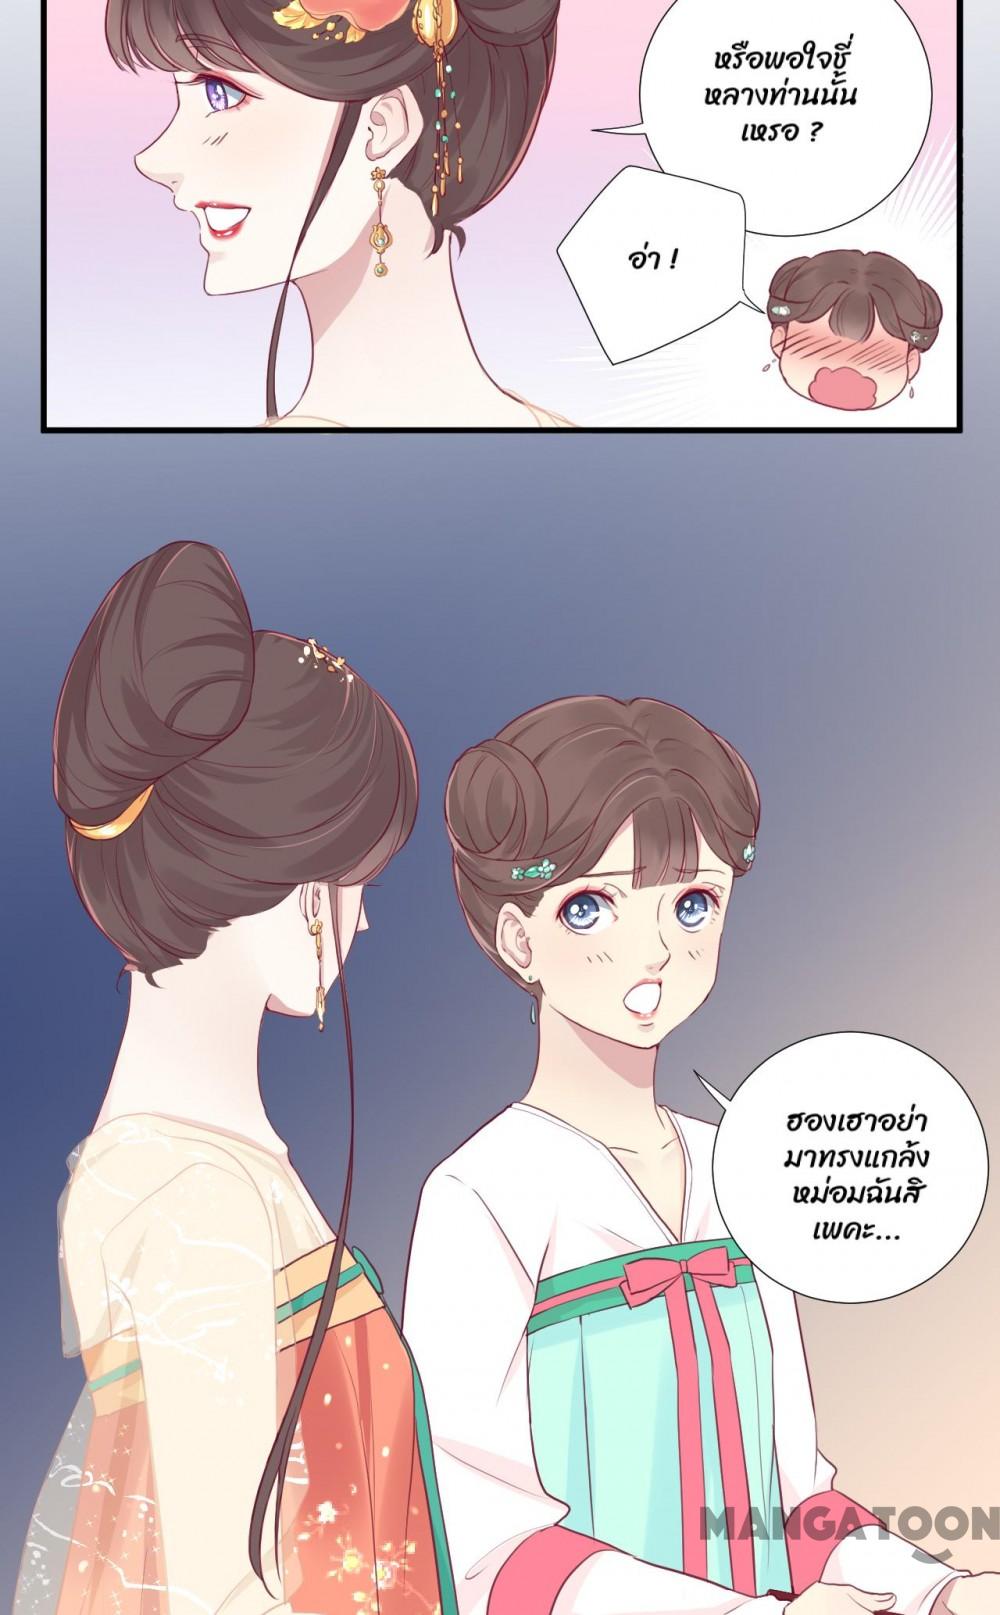 หรือพอใจชี่
หลางท่านนั้น
เหรอ ?
อ่า !
ฮองเฮาอย่า
มาทรงแกล้ง
หม่อมฉันสิ
เพคะ...
MANGATOON